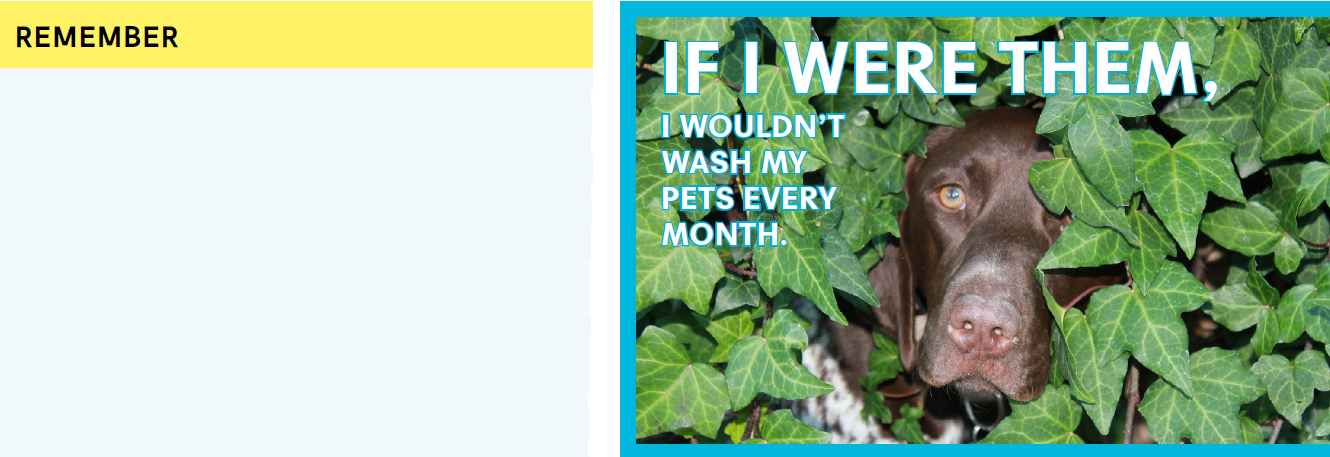 REMEMBER
IF I WERE THEM,
I WOULDN’T
WASH MY
PETS EVERY
MONTH.